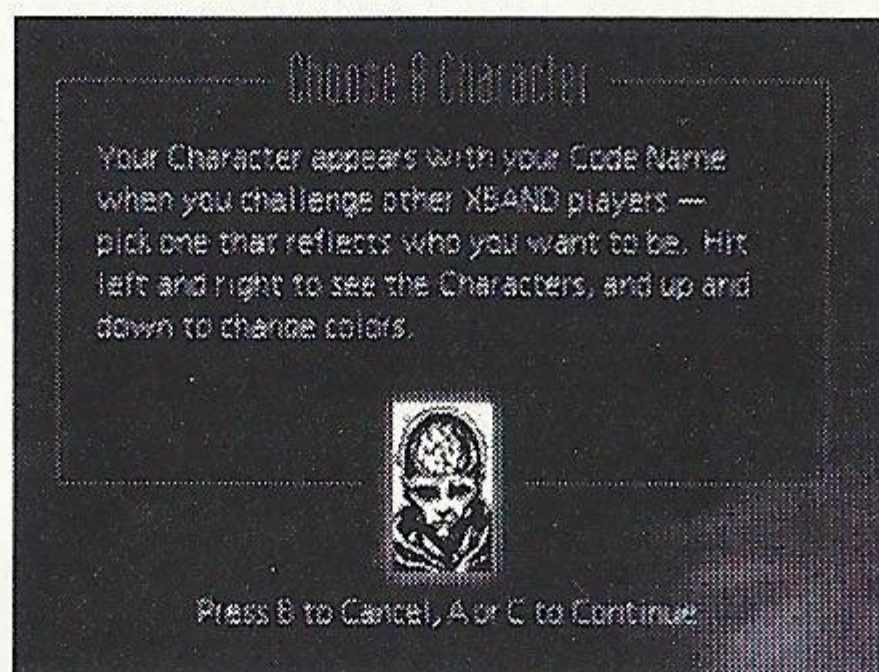 Choose A Character
Your Character appears with your Code Name
when you challenge other XBAND players —
pick one that reflects who you want to be. Hit
left and right to see the Characters, and up and
down to change colors.
Press B to Cancel, A or C to Continue